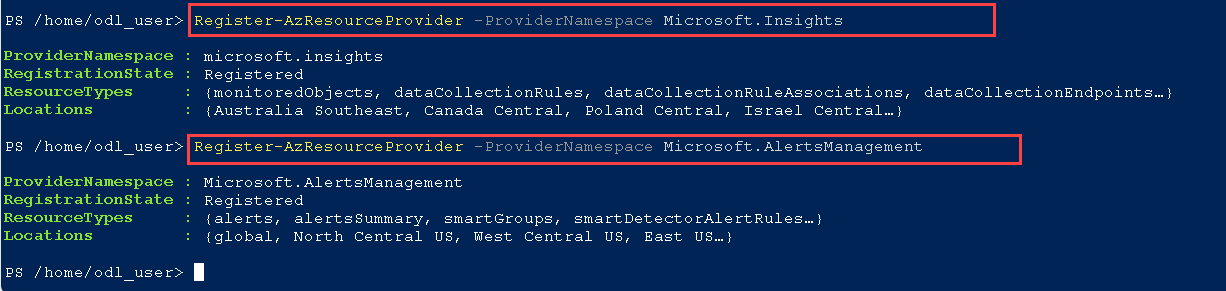 PS /home/odl_user> Register-AzResourceProvider -ProviderNamespace Microsoft.Insights
ProviderNamespace : microsoft.insights
RegistrationState : Registered
ResourceTypes : {monitoredObjects, dataCollectionRules, dataCollectionRuleAssociations, dataCollectionEndpoints…}
Locations : {Australia Southeast, Canada Central, Poland Central, Israel Central…}
PS /home/odl_user> Register-AzResourceProvider -ProviderNamespace Microsoft.AlertsManagement
ProviderNamespace : Microsoft.AlertsManagement
RegistrationState : Registered
ResourceTypes : {alerts, alertsSummary, smartGroups, smartDetectorAlertRules…}
Locations : {global, North Central US, West Central US, East US…}
PS /home/odl_user>